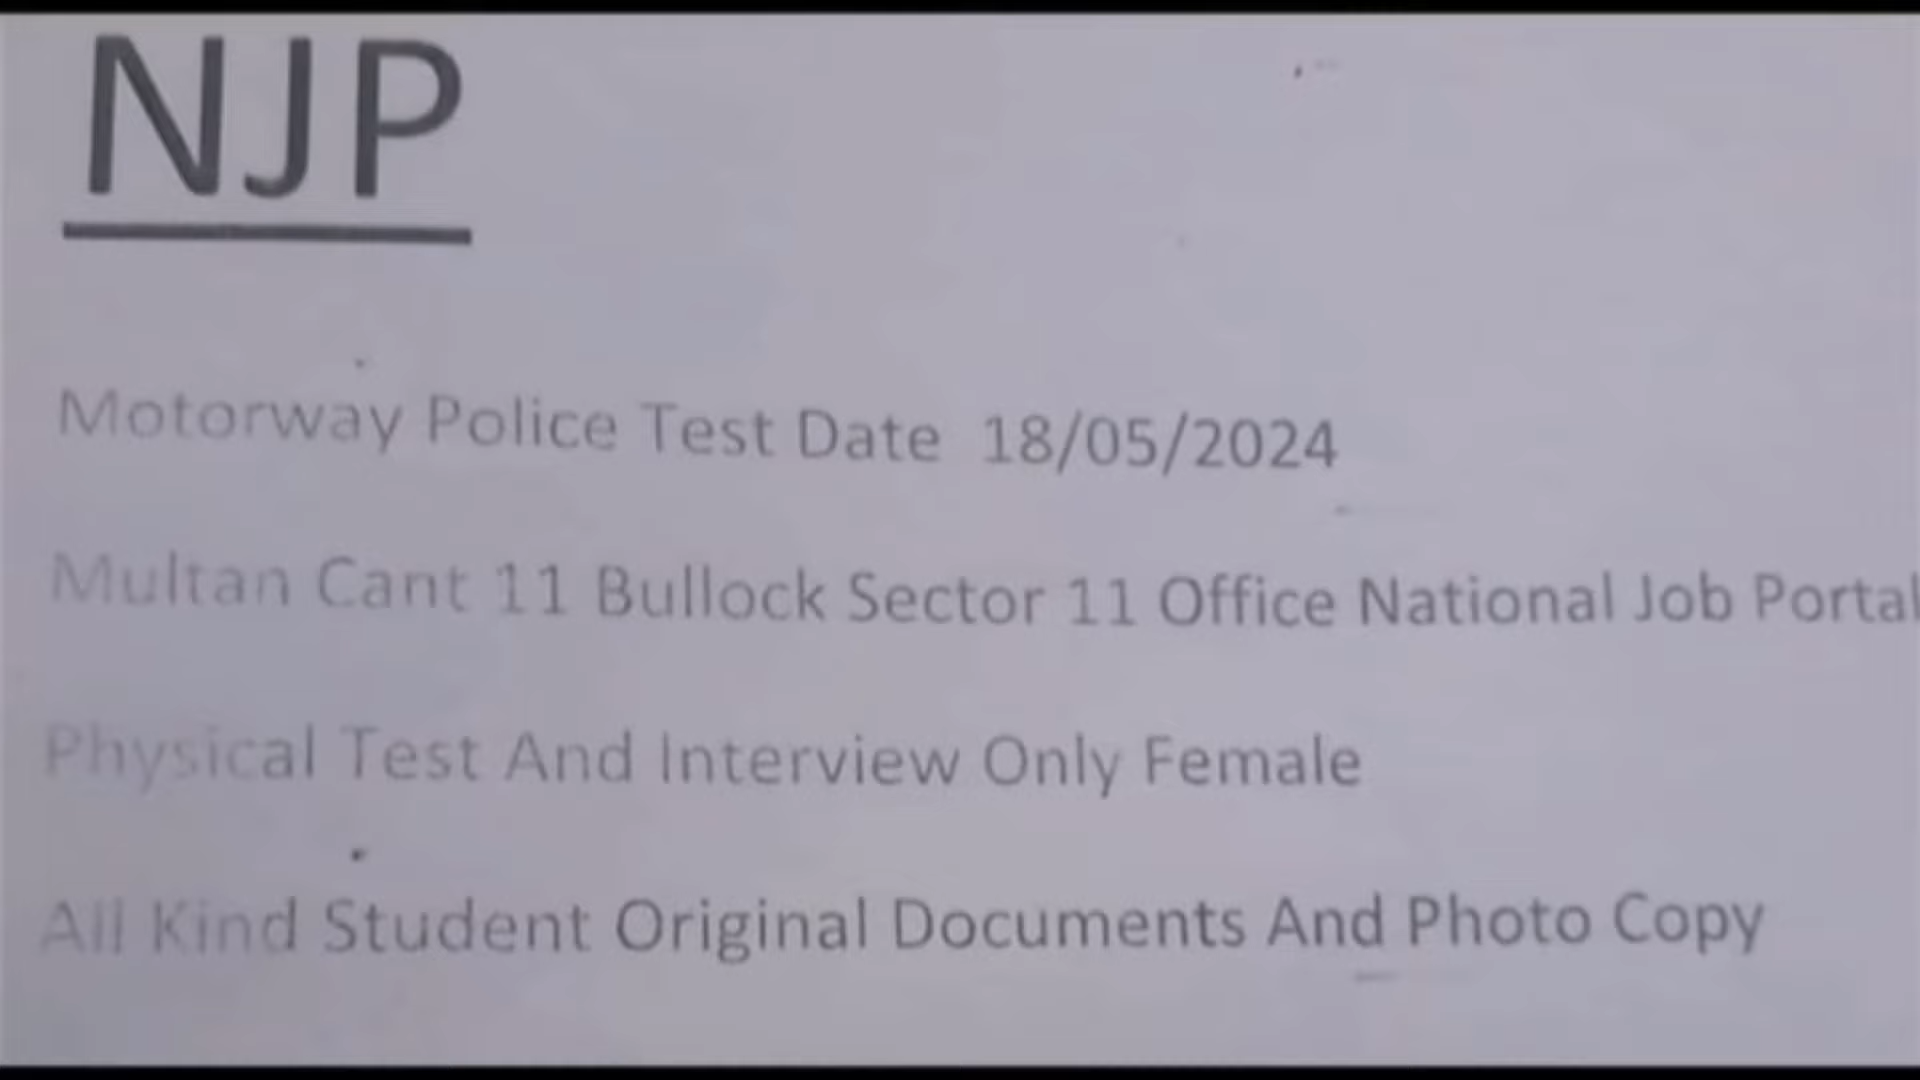 NJP
Motorway Police Test Date 18/05/2024
Multan Cant 11 Bullock Sector 11 Office National Job Portal
Physical Test And Interview Only Female
All Kind Student Original Documents And Photo Copy